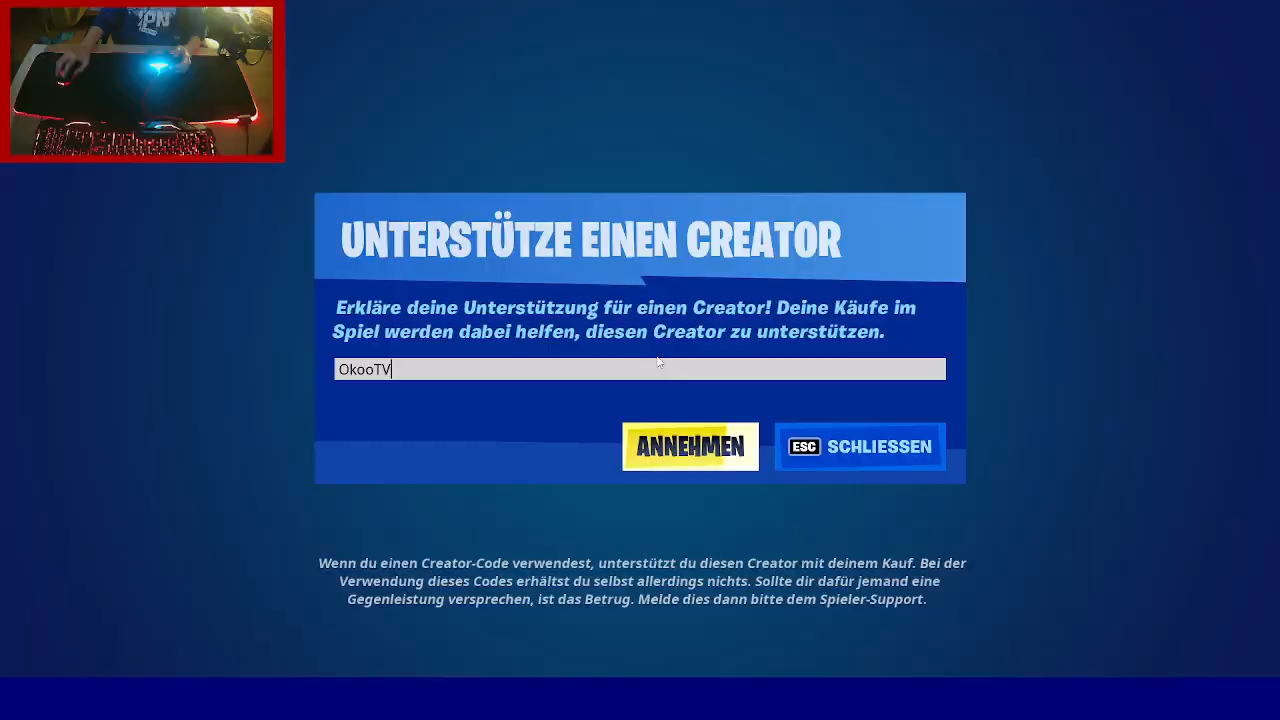 PN
UNTERSTÜTZE EINEN CREATOR
Erkläre deine Unterstützung für einen Creator! Deine Käufe im
Spiel werden dabei helfen, diesen Creator zu unterstützen.
OkooTV
ANNEHMEN
ESC SCHLIESSEN
Wenn du einen Creator-Code verwendest, unterstützt du diesen Creator mit deinem Kauf. Bei der
Verwendung dieses Codes erhältst du selbst allerdings nichts. Sollte dir dafür jemand eine
Gegenleistung versprechen, ist das Betrug. Melde dies dann bitte dem Spieler-Support.